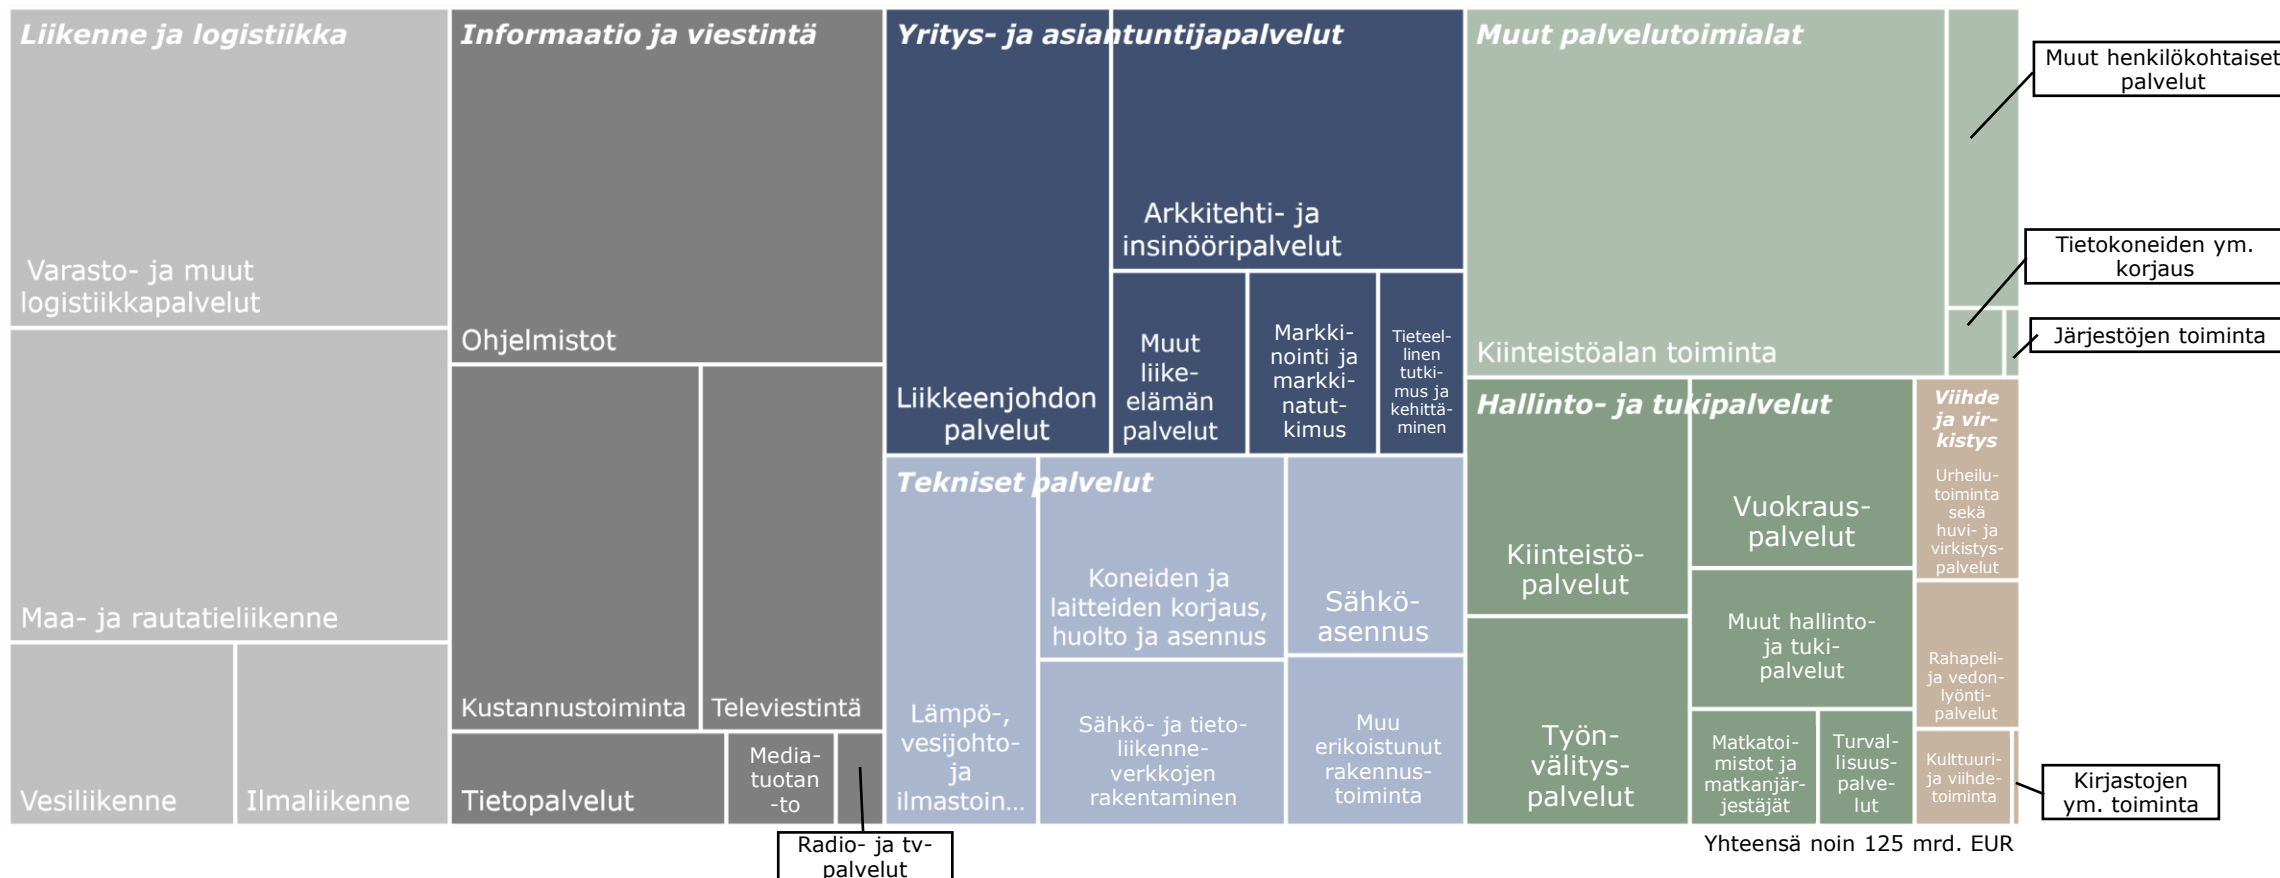 Liikenne ja logistiikka
Varasto- ja muut
logistiikkapalvelut
Maa- ja rautatieliikenne
Vesiliikenne
Ilmaliikenne
Informaatio ja viestintä
Ohjelmistot
Kustannustoiminta
Televiestintä
Tietopalvelut
Media-
tuotan
-to
Radio- ja tv-
palvelut
Yritys- ja asiantuntijapalvelut
Liikkeenjohdon
palvelut
Arkkitehti- ja
insinööripalvelut
Muut
liike-
elämän
palvelut
Markki-
nointi ja
markki-
natut-
kimus
Tieteel-
linen
tutki-
mus ja
kehittä-
minen
Tekniset palvelut
Lämpö-,
vesijohto-
ja
ilmastoin...
Koneiden ja
laitteiden korjaus,
huolto ja asennus
Sähkö-
asennus
Sähkö- ja tieto-
liikenne-
verkkojen
rakentaminen
Muu
erikoistunut
rakennus-
toiminta
Muut palvelutoimialat
Kiinteistöalan toiminta
Muut henkilökohtaiset
palvelut
Tietokoneiden ym.
korjaus
Järjestöjen toiminta
Hallinto- ja tukipalvelut
Kiinteistö-
palvelut
Työn-
välitys-
palvelut
Vuokraus-
palvelut
Muut hallinto-
ja tuki-
palvelut
Matkatoi-
mistot ja
matkanjär-
jestäjät
Turval-
lisuus-
palve-
lut
Viihde
ja vir-
kistys
Urheilu-
toiminta
sekä
huvi- ja
virkistys-
palvelut
Rahapeli-
ja vedon-
lyönti-
palvelut
Kulttuuri-
ja viihde-
toiminta
Kirjastojen
ym. toiminta
Yhteensä noin 125 mrd. EUR